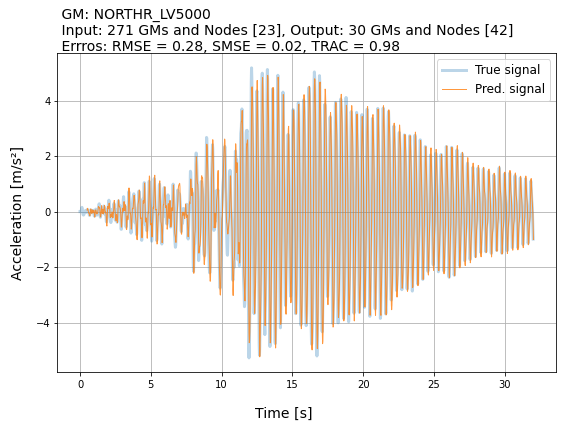 GM: NORTHR_LV5000
Input: 271 GMs and Nodes [23], Output: 30 GMs and Nodes [42]
Errros: RMSE = 0.28, SMSE = 0.02, TRAC = 0.98
True signal
Pred. signal
Acceleration [m/s²]
4
2
0
−2
−4
0 5 10 15 20 25 30
Time [s]